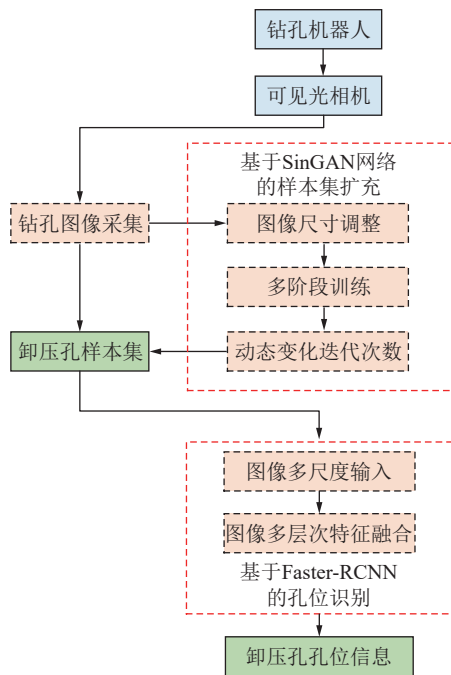 钻孔机器人
可见光相机
基于SinGAN网络
的样本集扩充
钻孔图像采集
图像尺寸调整
多阶段训练
卸压孔样本集
动态变化迭代次数
图像多尺度输入
图像多层次特征融合
基于Faster-RCNN
的孔位识别
卸压孔孔位信息